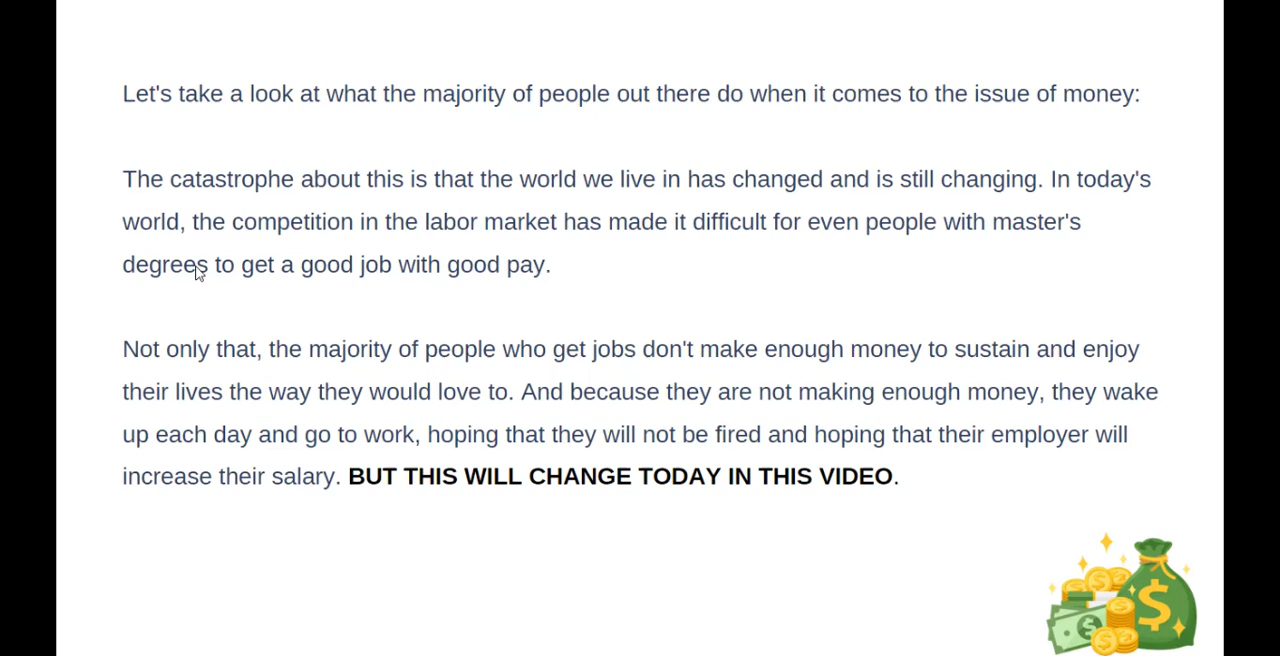 Let's take a look at what the majority of people out there do when it comes to the issue of money:
The catastrophe about this is that the world we live in has changed and is still changing. In today's
world, the competition in the labor market has made it difficult for even people with master's
degrees to get a good job with good pay.
Not only that, the majority of people who get jobs don't make enough money to sustain and enjoy
their lives the way they would love to. And because they are not making enough money, they wake
up each day and go to work, hoping that they will not be fired and hoping that their employer will
increase their salary. BUT THIS WILL CHANGE TODAY IN THIS VIDEO.